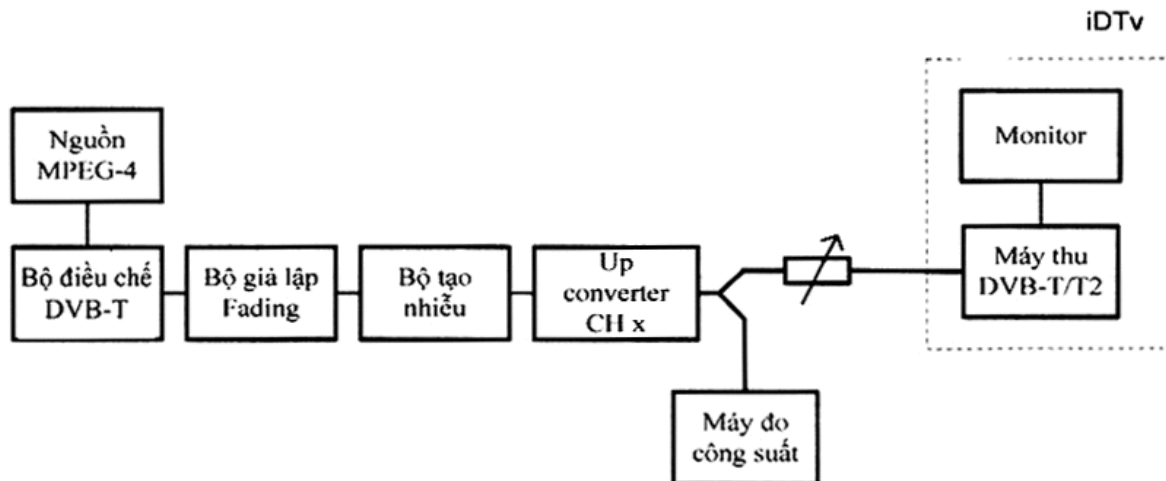 iDTv
Nguồn
MPEG-4
Monitor
Bộ điều chế
DVB-T
Bộ giả lập
Fading
Bộ tạo
nhiễu
Up
converter
CH x
Máy thu
DVB-T/T2
Máy đo
công suất